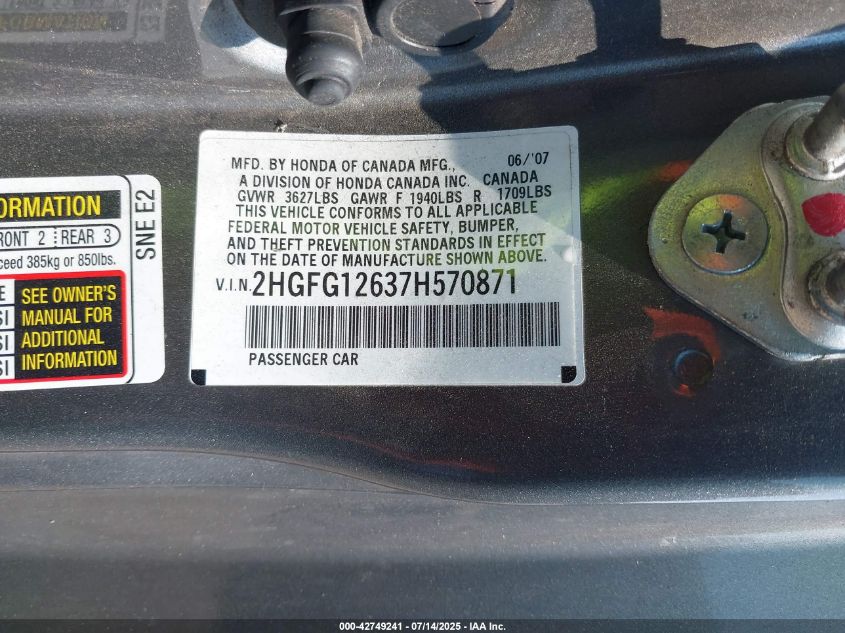 MFD. BY HONDA OF CANADA MFG., 06/'07
A DIVISION OF HONDA CANADA INC. CANADA
GVWR 3627LBS GAWR F 1940LBS R 1709LBS
THIS VEHICLE CONFORMS TO ALL APPLICABLE
FEDERAL MOTOR VEHICLE SAFETY, BUMPER,
AND THEFT PREVENTION STANDARDS IN EFFECT
ON THE DATE OF MANUFACTURE SHOWN ABOVE.
V.I.N. 2HGFG12637H570871
PASSENGER CAR
ORMATION
RONT 2 REAR 3
ceed 385kg or 850lbs.
SEE OWNER'S
MANUAL FOR
ADDITIONAL
INFORMATION
SNE E2
000-42749241 - 07/14/2025 - IAA Inc.